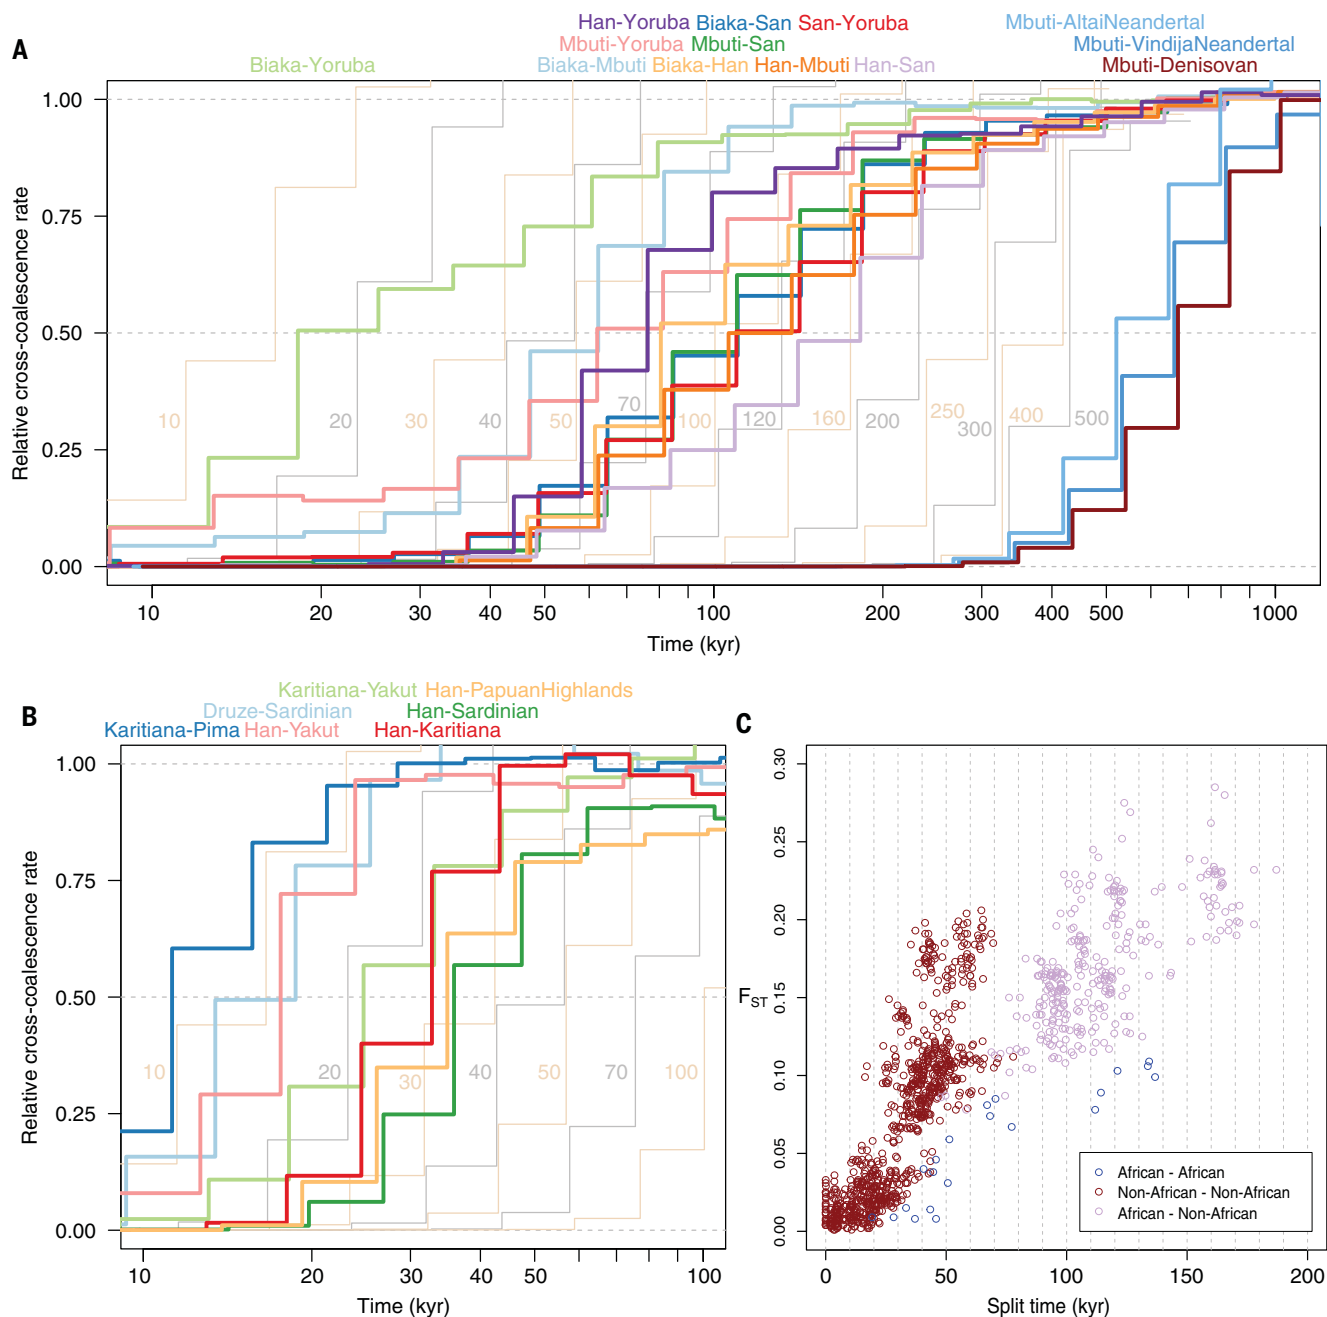 A
Han-Yoruba Biaka-San San-Yoruba Mbuti-AltaiNeandertal
Mbuti-Yoruba Mbuti-San Mbuti-VindijaNeandertal
Biaka-Yoruba Biaka-Mbuti Biaka-Han Han-Mbuti Han-San Mbuti-Denisovan
Relative cross-coalescence rate
1.00
0.75
0.50
0.25
0.00
10 20 30 40 50 70 100 120 160 200 250 300 400 500
10 20 30 40 50 100 200 300 400 500 1000
Time (kyr)
B
Karitiana-Yakut Han-PapuanHighlands
Druze-Sardinian Han-Sardinian
Karitiana-Pima Han-Yakut Han-Karitiana
Relative cross-coalescence rate
1.00
0.75
0.50
0.25
0.00
10 20 30 40 50 70 100
10 20 30 40 50 100
Time (kyr)
C
FST
0.30
0.25
0.20
0.15
0.10
0.05
0.00
African - African
Non-African - Non-African
African - Non-African
0 50 100 150 200
Split time (kyr)